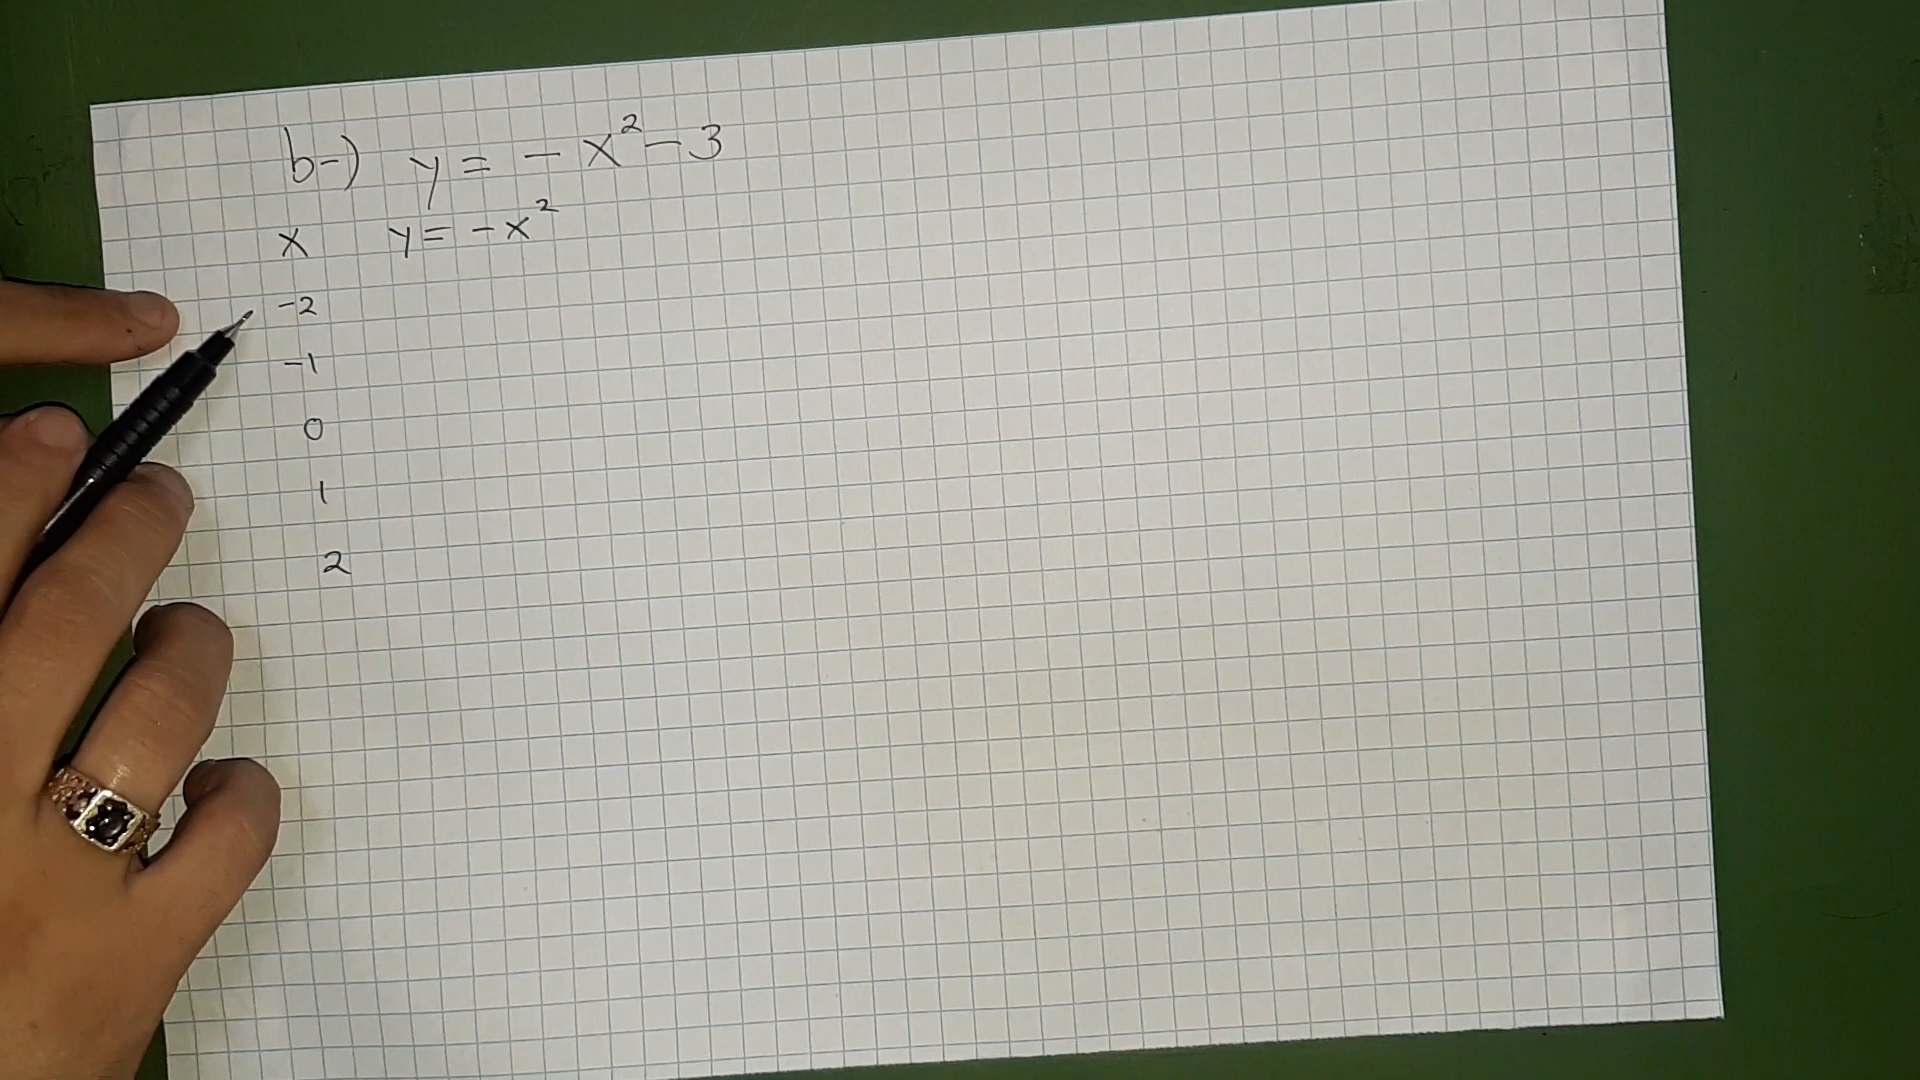 b-) y = - x² - 3
x y = - x²
-2
-1
0
1
2